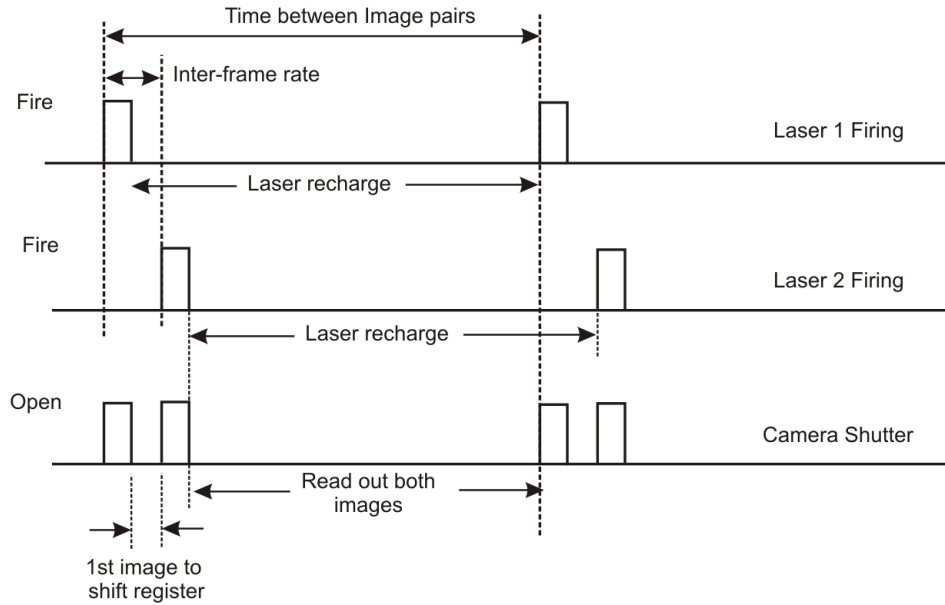 Time between Image pairs
Inter-frame rate
Fire
Laser 1 Firing
Laser recharge
Fire
Laser 2 Firing
Laser recharge
Open
Camera Shutter
Read out both
images
1st image to
shift register